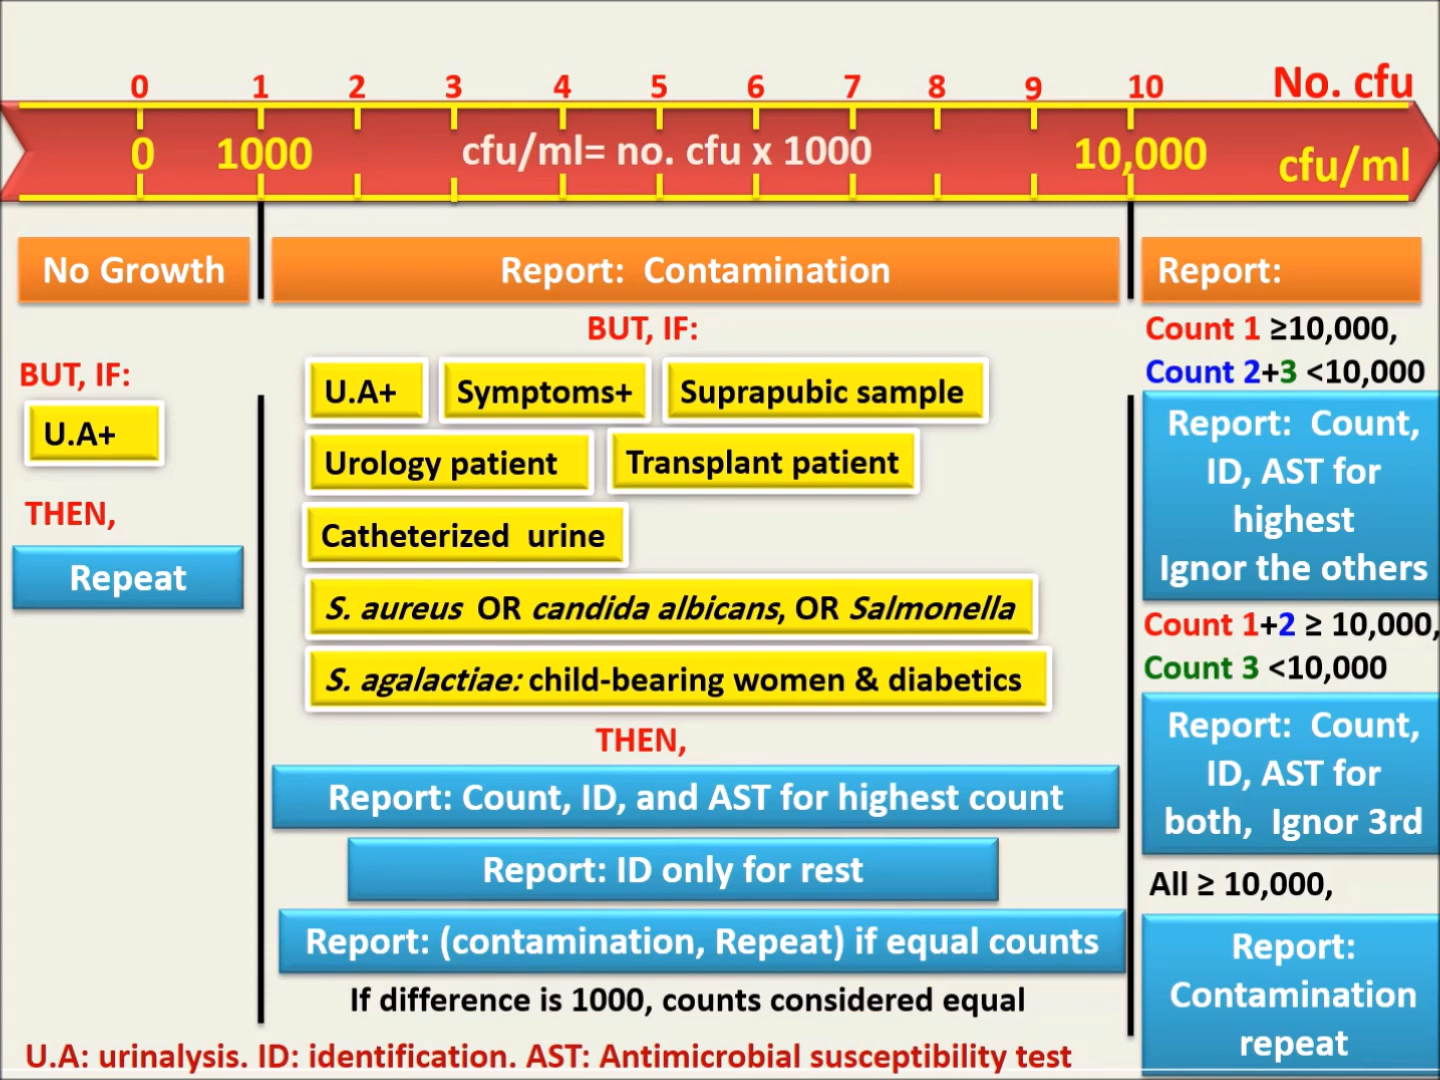 0 1 2 3 4 5 6 7 8 9 10 No. cfu
0 1000 cfu/ml= no. cfu x 1000 10,000 cfu/ml
No Growth
BUT, IF:
U.A+
THEN,
Repeat
Report: Contamination
BUT, IF:
U.A+ Symptoms+ Suprapubic sample
Urology patient Transplant patient
Catheterized urine
S. aureus OR candida albicans, OR Salmonella
S. agalactiae: child-bearing women & diabetics
THEN,
Report: Count, ID, and AST for highest count
Report: ID only for rest
Report: (contamination, Repeat) if equal counts
If difference is 1000, counts considered equal
Report:
Count 1 ≥10,000,
Count 2+3 <10,000
Report: Count,
ID, AST for
highest
Ignor the others
Count 1+2 ≥ 10,000,
Count 3 <10,000
Report: Count,
ID, AST for
both, Ignor 3rd
All ≥ 10,000,
Report:
Contamination
repeat
U.A: urinalysis. ID: identification. AST: Antimicrobial susceptibility test